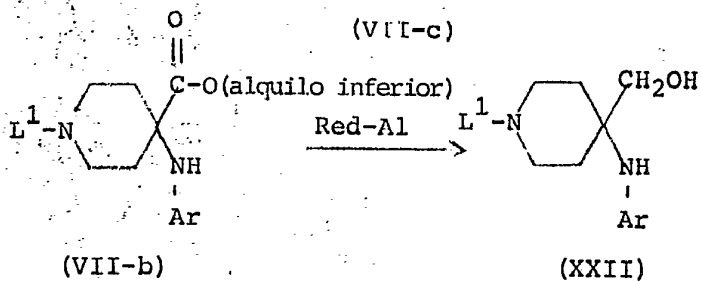 (VII-c)
O
C-O(alquilo inferior)
CH2OH
L1-N
Red-Al
L1-N
NH
NH
Ar
Ar
(VII-b)
(XXII)